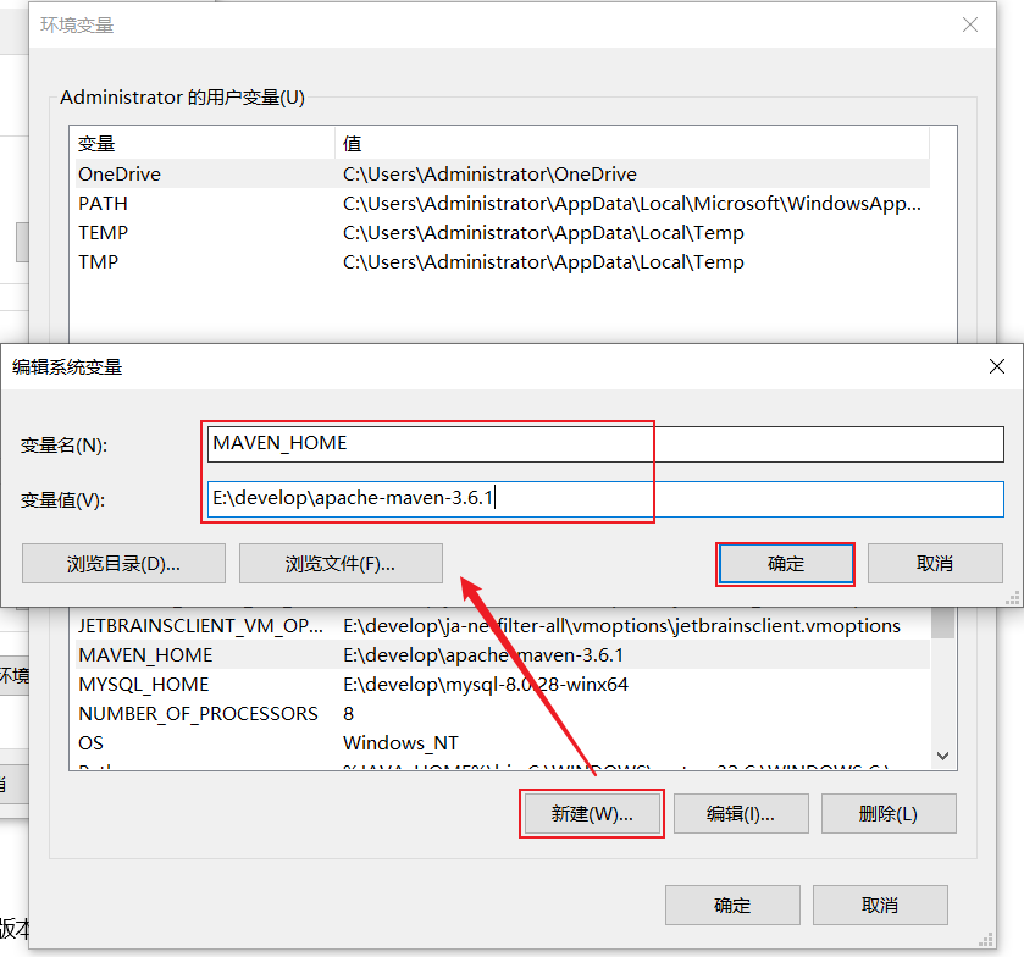 环境变量
Administrator 的用户变量(U)
变量 值
OneDrive C:\Users\Administrator\OneDrive
PATH C:\Users\Administrator\AppData\Local\Microsoft\WindowsApp...
TEMP C:\Users\Administrator\AppData\Local\Temp
TMP C:\Users\Administrator\AppData\Local\Temp
编辑系统变量
变量名(N): MAVEN_HOME
变量值(V): E:\develop\apache-maven-3.6.1
浏览目录(D)... 浏览文件(F)... 确定 取消
JETBRAINSCLIENT_VM_OP... E:\develop\ja-netfilter-all\vmoptions\jetbrainsclient.vmoptions
环境
MAVEN_HOME E:\develop\apache-maven-3.6.1
MYSQL_HOME E:\develop\mysql-8.0.28-winx64
NUMBER_OF_PROCESSORS 8
OS Windows_NT
新建(W)... 编辑(I)... 删除(L)
确定 取消
版本